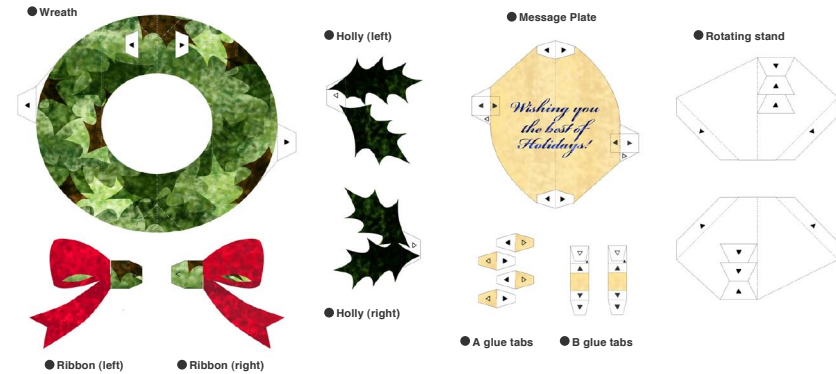 Wreath
Holly (left)
Message Plate
Rotating stand
Wishing you
the best of
Holidays!
Holly (right)
A glue tabs
B glue tabs
Ribbon (left)
Ribbon (right)